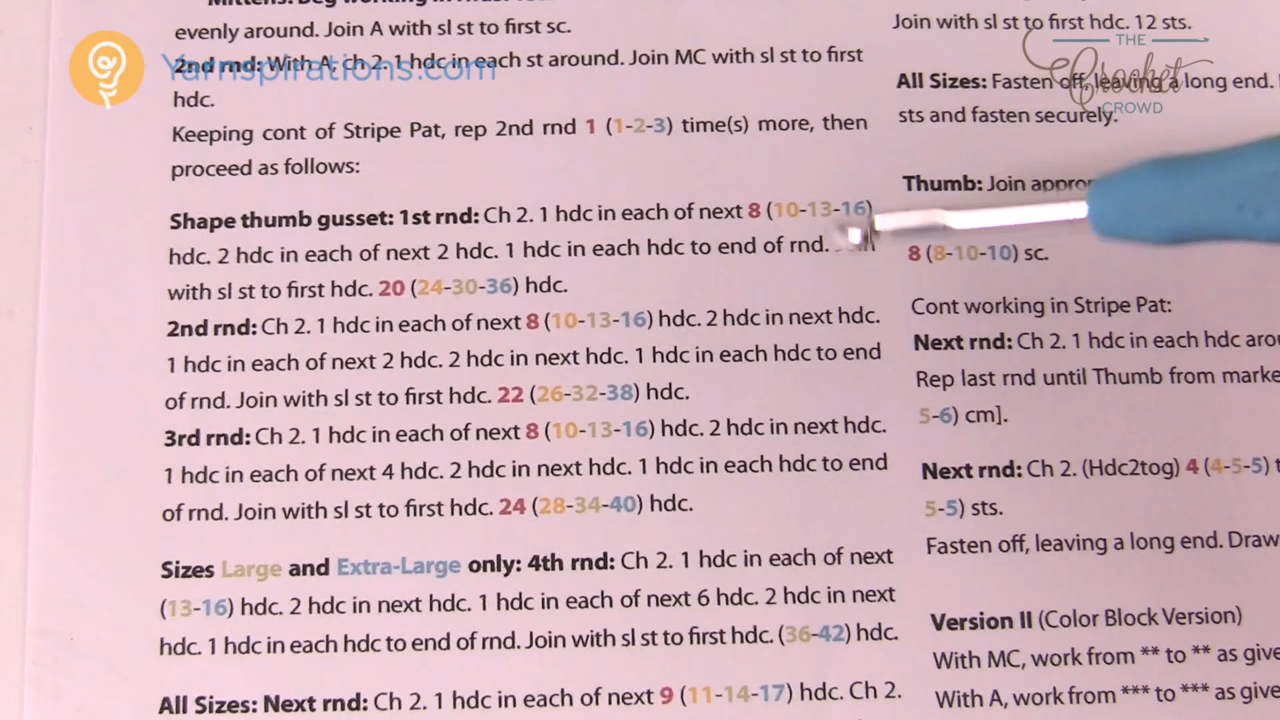 evenly around. Join A with sl st to first sc.
2nd rnd: With A, ch 2. 1 hdc in each st around. Join MC with sl st to first
hdc.
Keeping cont of Stripe Pat, rep 2nd rnd 1 (1-2-3) time(s) more, then
proceed as follows:
Shape thumb gusset: 1st rnd: Ch 2. 1 hdc in each of next 8 (10-13-16)
hdc. 2 hdc in each of next 2 hdc. 1 hdc in each hdc to end of rnd.
with sl st to first hdc. 20 (24-30-36) hdc.
2nd rnd: Ch 2. 1 hdc in each of next 8 (10-13-16) hdc. 2 hdc in next hdc.
1 hdc in each of next 2 hdc. 2 hdc in next hdc. 1 hdc in each hdc to end
of rnd. Join with sl st to first hdc. 22 (26-32-38) hdc.
3rd rnd: Ch 2. 1 hdc in each of next 8 (10-13-16) hdc. 2 hdc in next hdc.
1 hdc in each of next 4 hdc. 2 hdc in next hdc. 1 hdc in each hdc to end
of rnd. Join with sl st to first hdc. 24 (28-34-40) hdc.
Sizes Large and Extra-Large only: 4th rnd: Ch 2. 1 hdc in each of next
(13-16) hdc. 2 hdc in next hdc. 1 hdc in each of next 6 hdc. 2 hdc in next
hdc. 1 hdc in each hdc to end of rnd. Join with sl st to first hdc. (36-42) hdc.
All Sizes: Next rnd: Ch 2. 1 hdc in each of next 9 (11-14-17) hdc. Ch 2.
Join with sl st to first hdc. 12 sts.
All Sizes: Fasten off, leaving a long end.
sts and fasten securely.
Thumb: Join
8 (8-10-10) sc.
Cont working in Stripe Pat:
Next rnd: Ch 2. 1 hdc in each hdc
Rep last rnd until Thumb from
5-6) cm].
Next rnd: Ch 2. (Hdc2tog) 4 (4-5-5)
5-5) sts.
Fasten off, leaving a long end. Draw
Version II (Color Block Version)
With MC, work from ** to ** as
With A, work from *** to *** as
Yarnspirations.com
THE
Crochet
CROWD